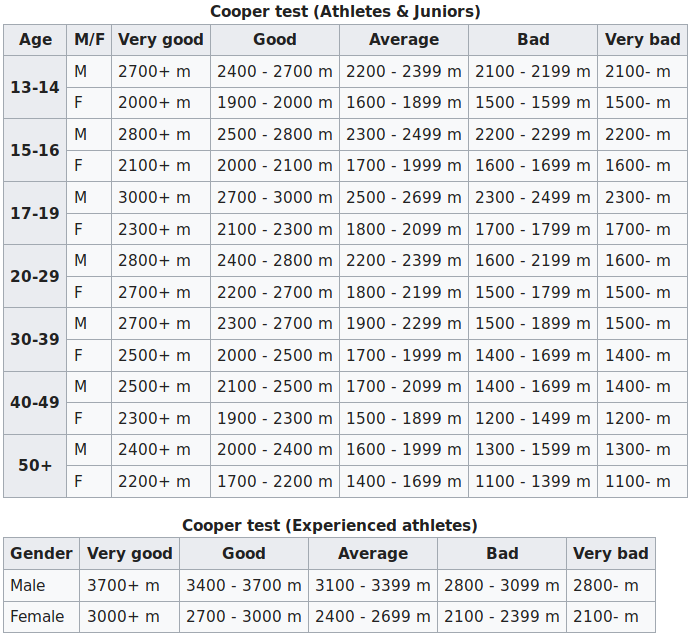 Cooper test (Athletes & Juniors)
Age M/F Very good Good Average Bad Very bad
13-14 M 2700+ m 2400 - 2700 m 2200 - 2399 m 2100 - 2199 m 2100- m
F 2000+ m 1900 - 2000 m 1600 - 1899 m 1500 - 1599 m 1500- m
15-16 M 2800+ m 2500 - 2800 m 2300 - 2499 m 2200 - 2299 m 2200- m
F 2100+ m 2000 - 2100 m 1700 - 1999 m 1600 - 1699 m 1600- m
17-19 M 3000+ m 2700 - 3000 m 2500 - 2699 m 2300 - 2499 m 2300- m
F 2300+ m 2100 - 2300 m 1800 - 2099 m 1700 - 1799 m 1700- m
20-29 M 2800+ m 2400 - 2800 m 2200 - 2399 m 1600 - 2199 m 1600- m
F 2700+ m 2200 - 2700 m 1800 - 2199 m 1500 - 1799 m 1500- m
30-39 M 2700+ m 2300 - 2700 m 1900 - 2299 m 1500 - 1899 m 1500- m
F 2500+ m 2000 - 2500 m 1700 - 1999 m 1400 - 1699 m 1400- m
40-49 M 2500+ m 2100 - 2500 m 1700 - 2099 m 1400 - 1699 m 1400- m
F 2300+ m 1900 - 2300 m 1500 - 1899 m 1200 - 1499 m 1200- m
50+ M 2400+ m 2000 - 2400 m 1600 - 1999 m 1300 - 1599 m 1300- m
F 2200+ m 1700 - 2200 m 1400 - 1699 m 1100 - 1399 m 1100- m
Cooper test (Experienced athletes)
Gender Very good Good Average Bad Very bad
Male 3700+ m 3400 - 3700 m 3100 - 3399 m 2800 - 3099 m 2800- m
Female 3000+ m 2700 - 3000 m 2400 - 2699 m 2100 - 2399 m 2100- m